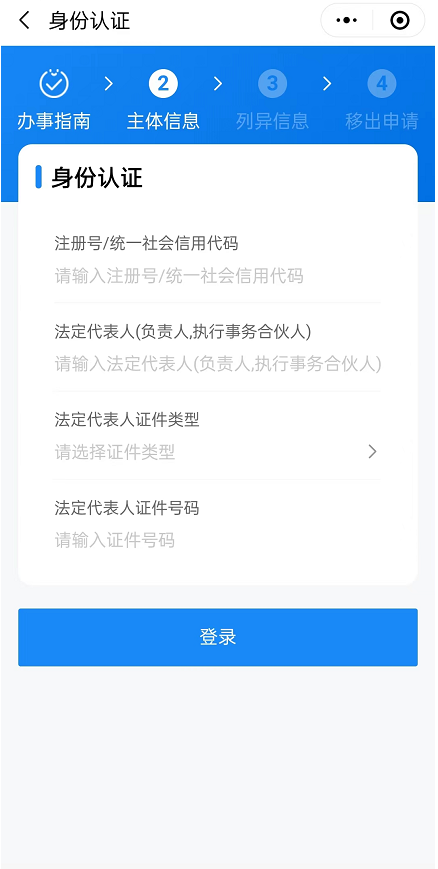 身份认证
2
3
4
办事指南
主体信息
列异信息
移出申请
身份认证
注册号/统一社会信用代码
请输入注册号/统一社会信用代码
法定代表人(负责人,执行事务合伙人)
请输入法定代表人(负责人,执行事务合伙人)
法定代表人证件类型
请选择证件类型
法定代表人证件号码
请输入证件号码
登录